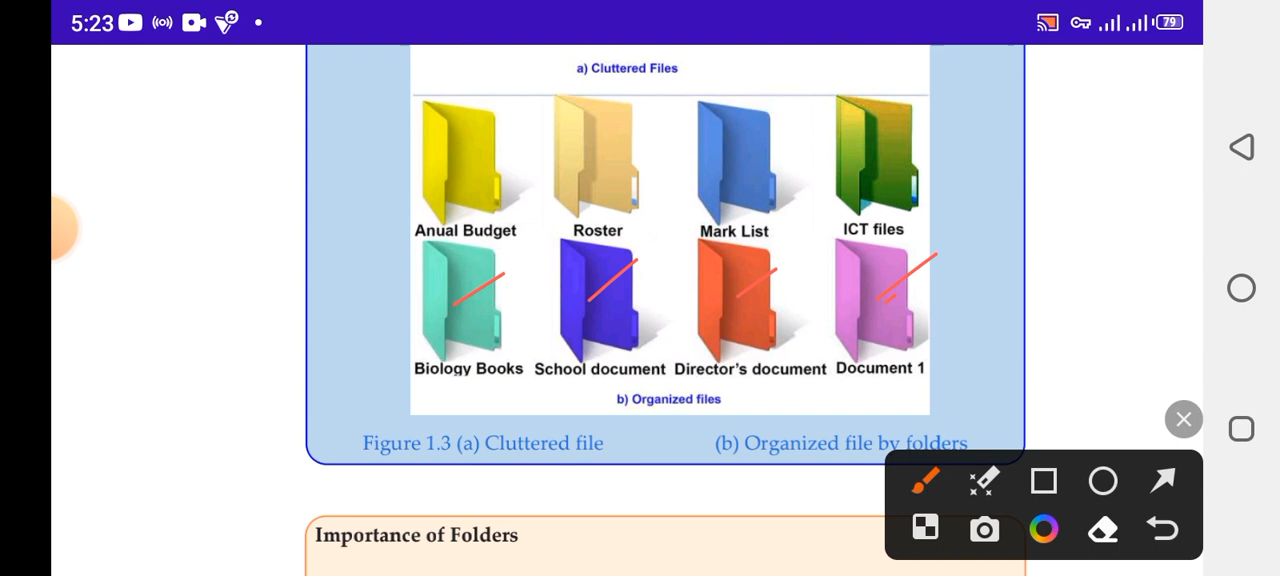 5:23
79
a) Cluttered Files
Anual Budget Roster Mark List ICT files
Biology Books School document Director's document Document 1
b) Organized files
Figure 1.3 (a) Cluttered file (b) Organized file by folders
Importance of Folders